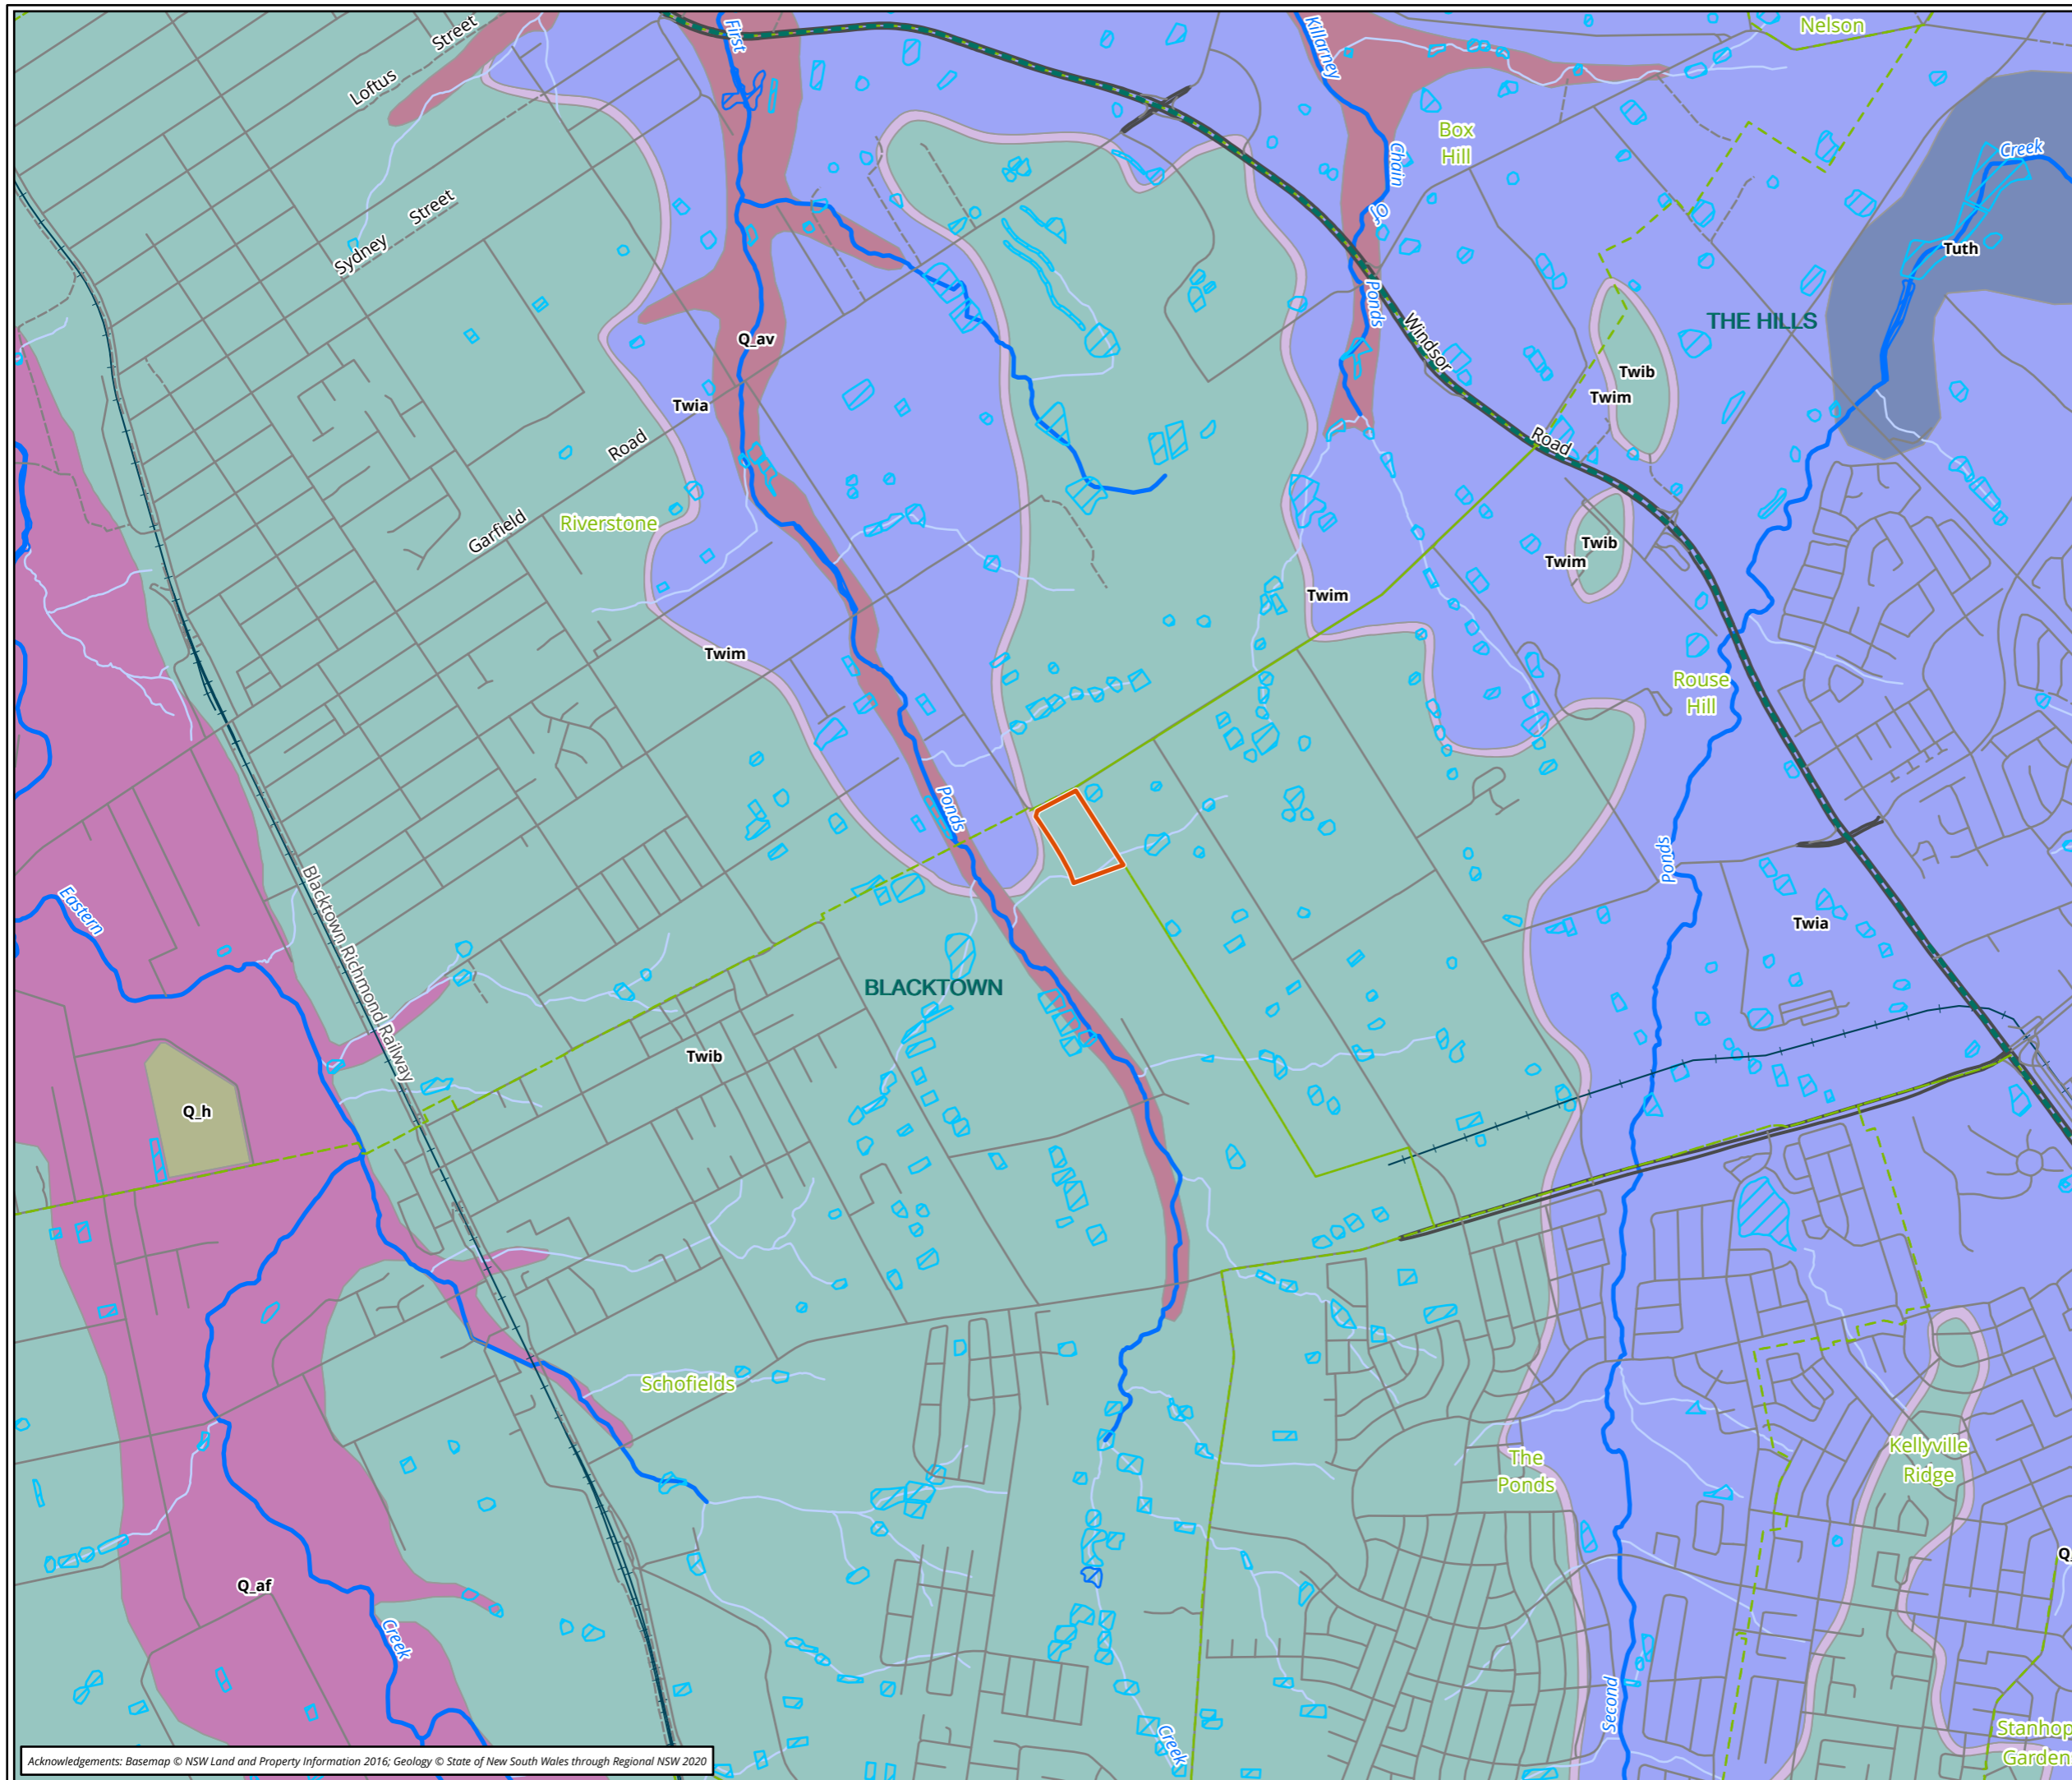 Street
Loftus
First
Killarney
Nelson
Box
Hill
Chain
Of
Ponds
Creek
Tuth
Street
Sydney
THE HILLS
Q_av
Windsor
Twib
Twim
Twia
Road
Garfield
Riverstone
Road
Twib
Twim
Twim
Twim
Rouse
Hill
Ponds
Ponds
Blacktown Richmond Railway
Eastern
Twia
BLACKTOWN
Twib
Q_h
Schofields
The
Ponds
Kellyville
Ridge
Q_af
Creek
Second
Creek
Stanhop
Garden
Acknowledgements: Basemap © NSW Land and Property Information 2016; Geology © State of New South Wales through Regional NSW 2020